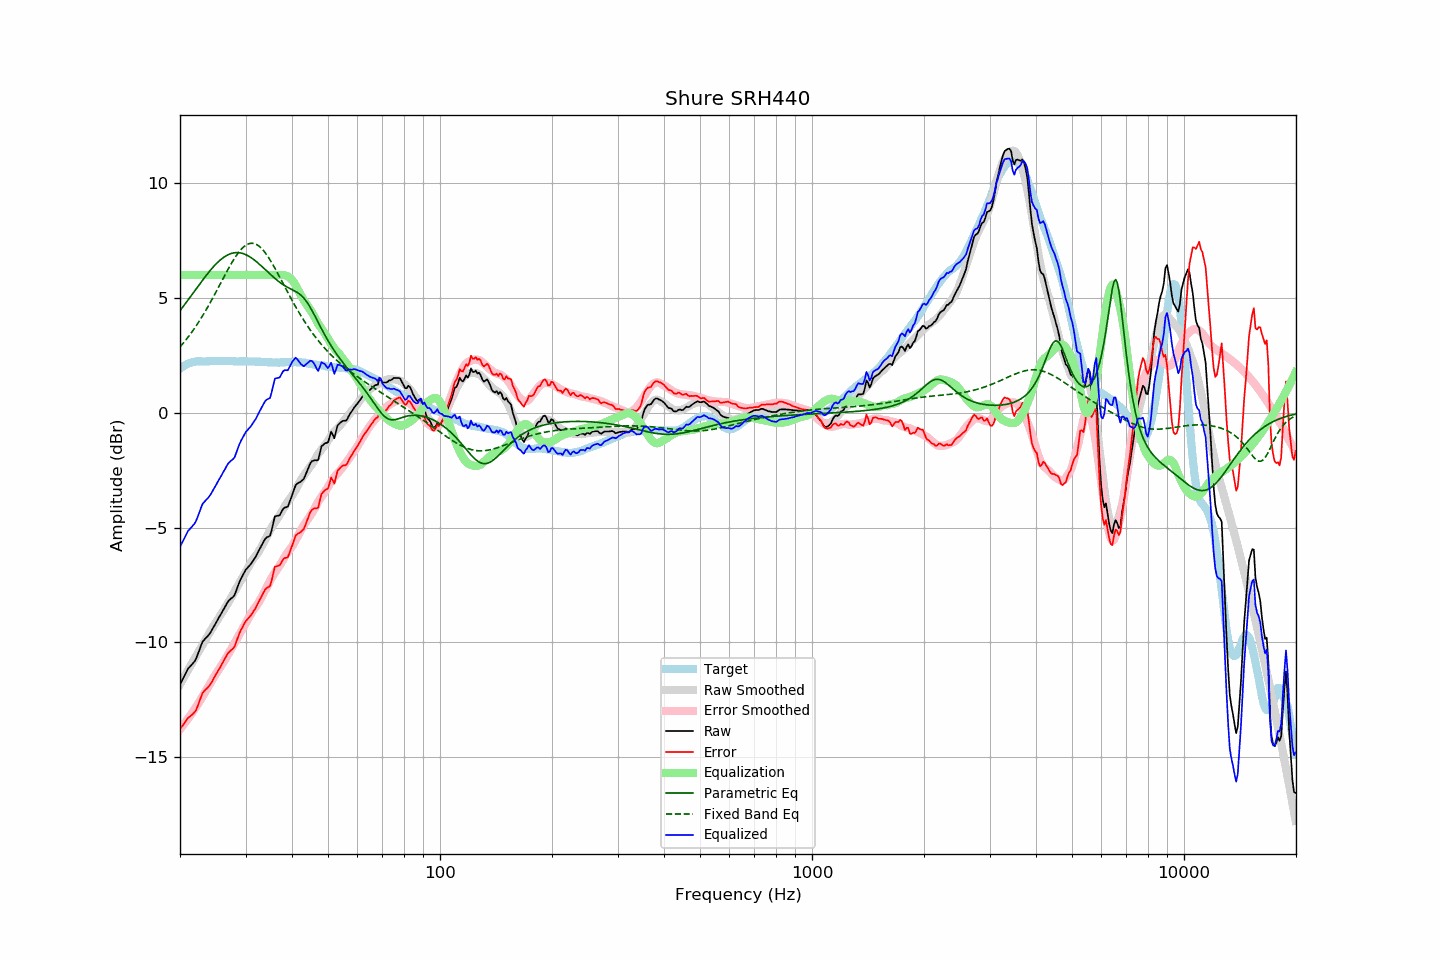 Shure SRH440
Amplitude (dBr)
10
5
0
−5
−10
−15
Target
Raw Smoothed
Error Smoothed
Raw
Error
Equalization
Parametric Eq
Fixed Band Eq
Equalized
100
1000
10000
Frequency (Hz)